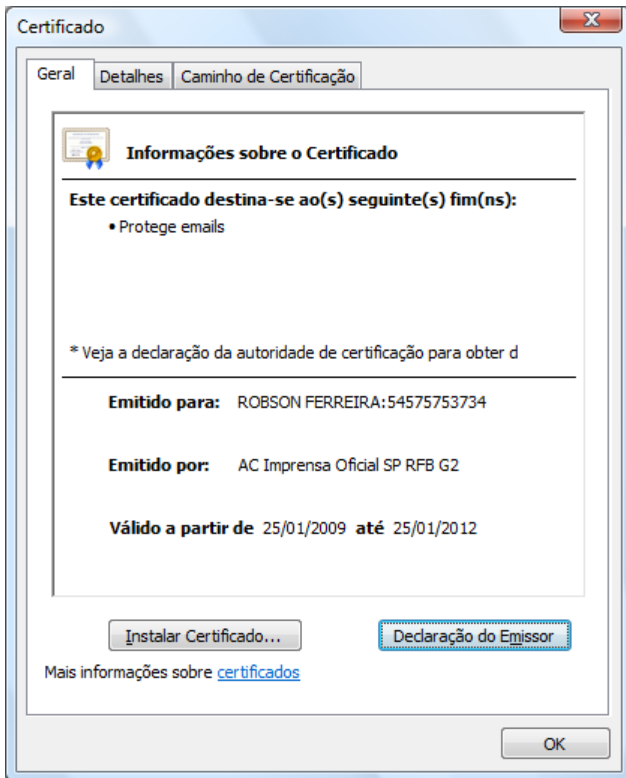 Certificado
Geral Detalhes Caminho de Certificação
Informações sobre o Certificado
Este certificado destina-se ao(s) seguinte(s) fim(ns):
• Protege emails
* Veja a declaração da autoridade de certificação para obter d
Emitido para: ROBSON FERREIRA:54575753734
Emitido por: AC Imprensa Oficial SP RFB G2
Válido a partir de 25/01/2009 até 25/01/2012
Instalar Certificado... Declaração do Emissor
Mais informações sobre certificados
OK